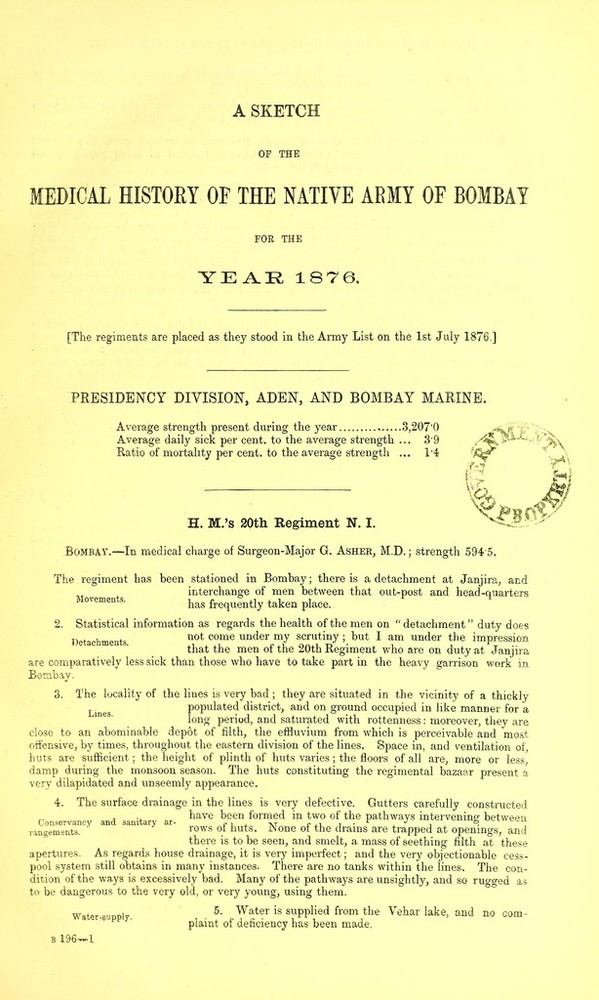 A SKETCH
OF THE
MEDICAL HISTORY OF THE NATIVE ARMY OF BOMBAY
FOR THE
YEAR 1876.
[The regiments are placed as they stood in the Army List on the 1st July 1876.]
PRESIDENCY DIVISION, ADEN, AND BOMBAY MARINE.
Average strength present during the year...............3,207·0
Average daily sick per cent. to the average strength ... 3·9
Ratio of mortality per cent. to the average strength ... 1·4
GOVERNMENT PROPERTY
H. M.'s 20th Regiment N. I.
BOMBAY.—In medical charge of Surgeon-Major G. ASHER, M.D.; strength 594·5.
The regiment has been stationed in Bombay; there is a detachment at Janjira, and
Movements.
interchange of men between that out-post and head-quarters
has frequently taken place.
2. Statistical information as regards the health of the men on "detachment" duty does
Detachments.
not come under my scrutiny; but I am under the impression
that the men of the 20th Regiment who are on duty at Janjira
are comparatively less sick than those who have to take part in the heavy garrison work in
Bombay.
3. The locality of the lines is very bad; they are situated in the vicinity of a thickly
Lines.
populated district, and on ground occupied in like manner for a
long period, and saturated with rottenness: moreover, they are
close to an abominable depôt of filth, the effluvium from which is perceivable and most
offensive, by times, throughout the eastern division of the lines. Space in, and ventilation of,
huts are sufficient; the height of plinth of huts varies; the floors of all are, more or less,
damp during the monsoon season. The huts constituting the regimental bazaar present a
very dilapidated and unseemly appearance.
4. The surface drainage in the lines is very defective. Gutters carefully constructed
Conservancy and sanitary ar-
rangements.
have been formed in two of the pathways intervening between
rows of huts. None of the drains are trapped at openings, and
there is to be seen, and smelt, a mass of seething filth at these
apertures. As regards house drainage, it is very imperfect; and the very objectionable cess-
pool system still obtains in many instances. There are no tanks within the lines. The con-
dition of the ways is excessively bad. Many of the pathways are unsightly, and so rugged as
to be dangerous to the very old, or very young, using them.
Water-supply.
5. Water is supplied from the Vehar lake, and no com-
plaint of deficiency has been made.
B 196—1